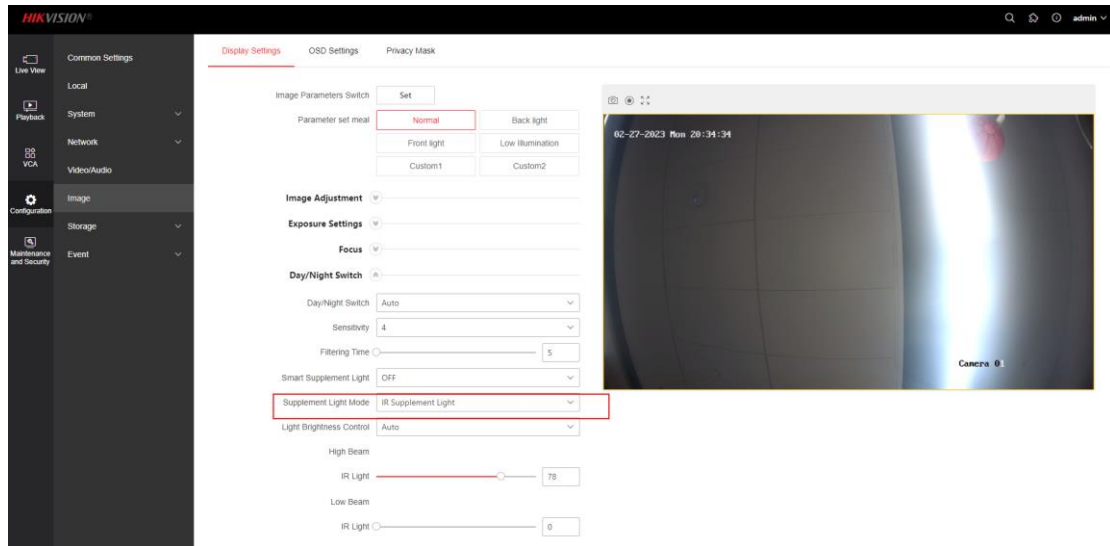 HIKVISION®
admin
Live View
Playback
VCA
Configuration
Maintenance
and Security
Common Settings
Local
System
Network
Video/Audio
Image
Storage
Event
Display Settings OSD Settings Privacy Mask
Image Parameters Switch Set
Parameter set meal Normal Back light
Front light Low Illumination
Custom1 Custom2
Image Adjustment
Exposure Settings
Focus
Day/Night Switch
Day/Night Switch Auto
Sensitivity 4
Filtering Time 5
Smart Supplement Light OFF
Supplement Light Mode IR Supplement Light
Light Brightness Control Auto
High Beam
IR Light 78
Low Beam
IR Light 0
02-27-2023 Mon 20:34:34
Camera 01